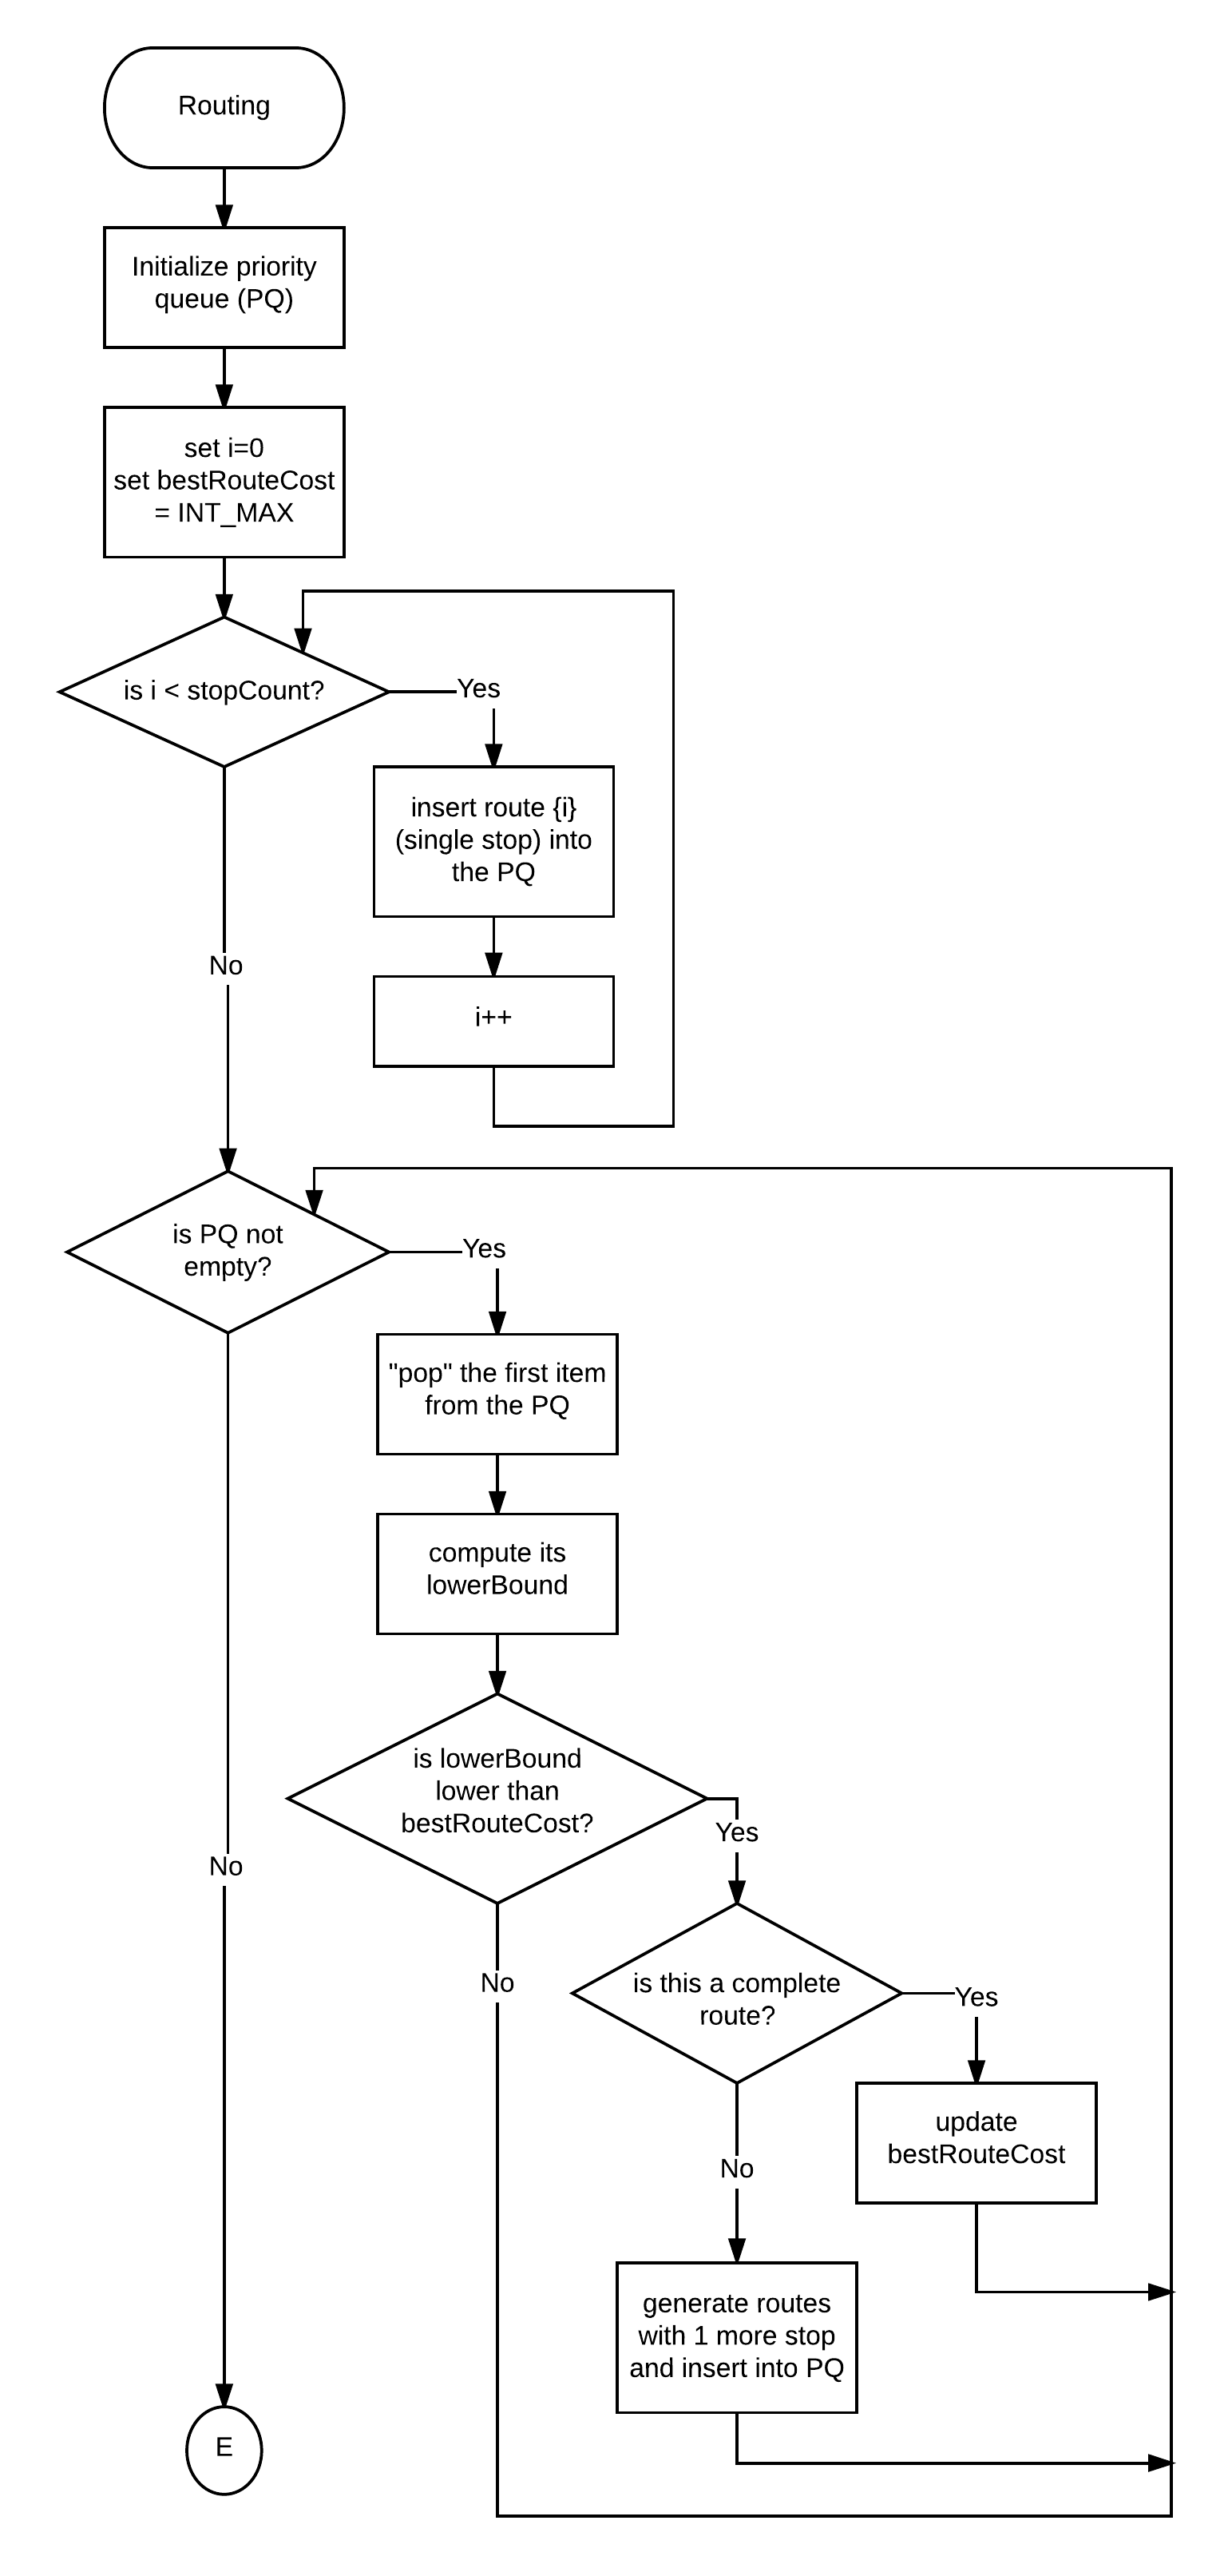 Routing
Initialize priority
queue (PQ)
set i=0
set bestRouteCost
= INT_MAX
is i < stopCount?
Yes
insert route {i}
(single stop) into
the PQ
No
i++
is PQ not
empty?
Yes
"pop" the first item
from the PQ
compute its
lowerBound
is lowerBound
lower than
bestRouteCost?
Yes
No
No
is this a complete
route?
Yes
update
bestRouteCost
No
generate routes
with 1 more stop
and insert into PQ
E